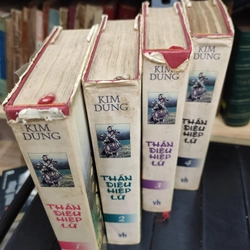 KIM
DUNG
THẦN
ĐIÊU
HIỆP
LỮ
1
KIM
DUNG
THẦN
ĐIÊU
HIỆP
LỮ
2
vh
KIM
DUNG
THẦN
ĐIÊU
HIỆP
LỮ
3
vh
KIM
DUNG
THẦN
ĐIÊU
HIỆP
LỮ
4